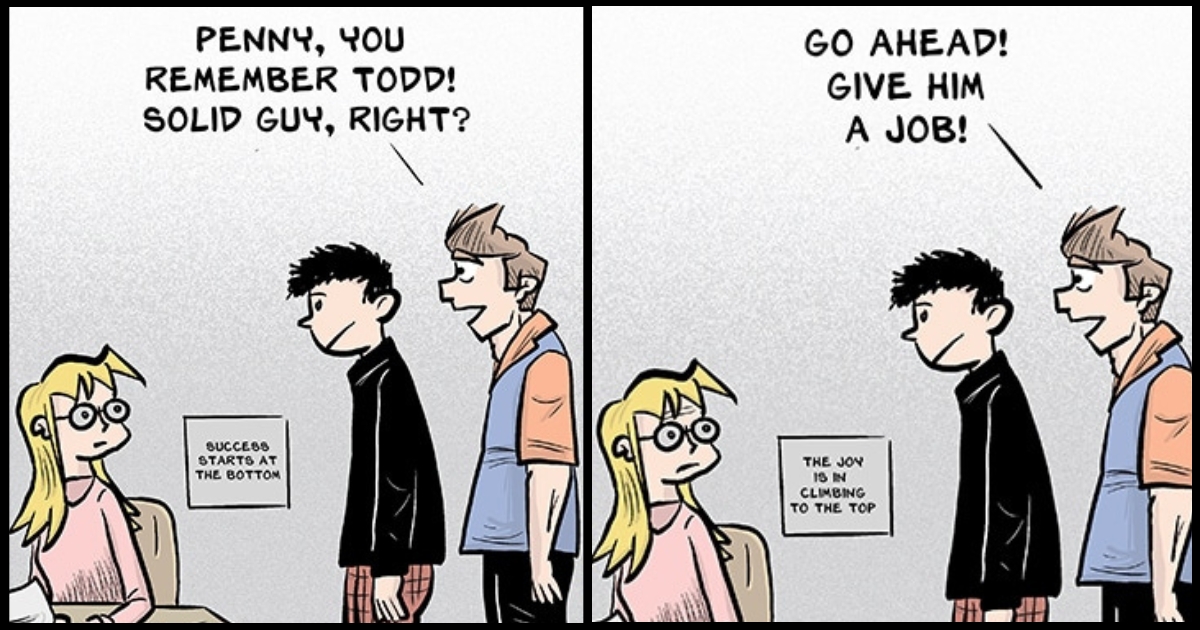 PENNY, YOU
REMEMBER TODD!
SOLID GUY, RIGHT?
SUCCESS
STARTS AT
THE BOTTOM
GO AHEAD!
GIVE HIM
A JOB!
THE JOY
IS IN
CLIMBING
TO THE TOP